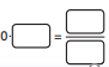 0· =